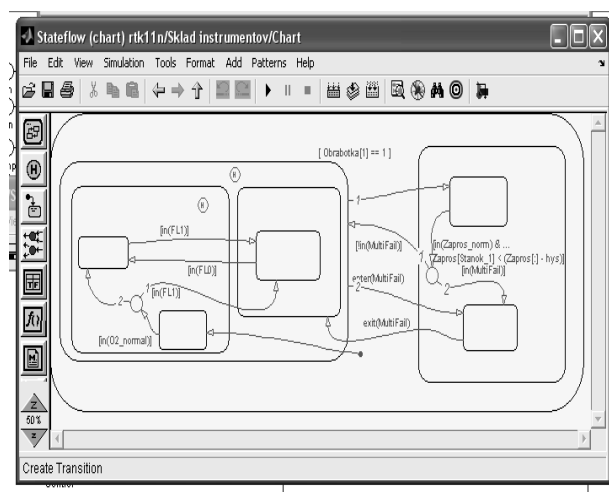 Stateflow (chart) rtk11n/Sklad instrumentov/Chart
File Edit View Simulation Tools Format Add Patterns Help
[ Obrabotka[1] == 1 ]
H
H
H
1
[in(FL1)]
[!in(MultiFail)]
[in(Zapros_norm) & ...
Zapros[Stanok_1] < (Zapros[:] - hys)]
1
[in(MultiFail)]
[in(FL0)]
enter(MultiFail)
2
2
1
[in(FL1)]
2
exit(MultiFail)
[in(O2_normal)]
f()
Z
50%
Z
Create Transition